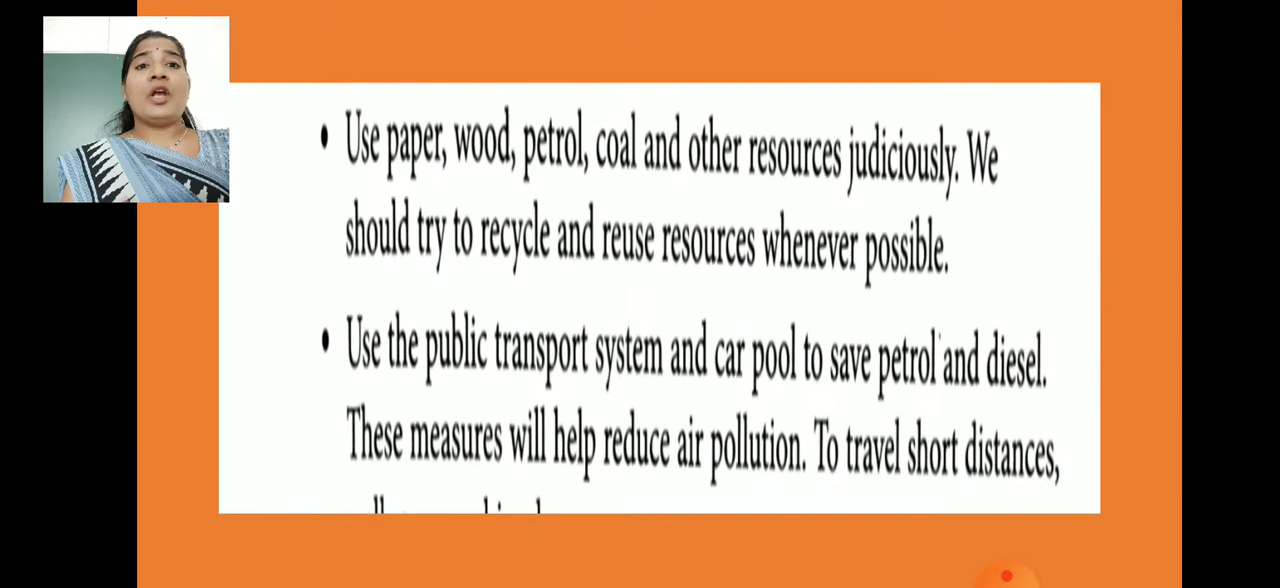 • Use paper, wood, petrol, coal and other resources judiciously. We
should try to recycle and reuse resources whenever possible.
• Use the public transport system and car pool to save petrol and diesel.
These measures will help reduce air pollution. To travel short distances,